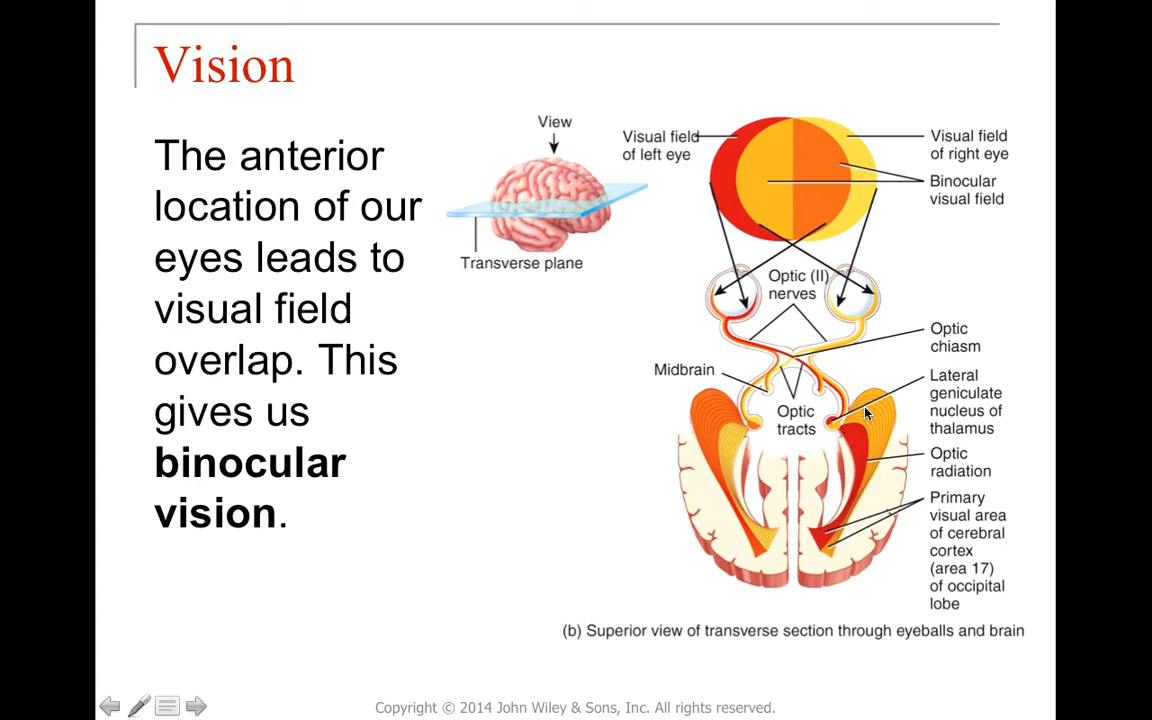 Vision
The anterior
location of our
eyes leads to
visual field
overlap. This
gives us
binocular
vision.
View
Transverse plane
Visual field
of left eye
Visual field
of right eye
Binocular
visual field
Optic (II)
nerves
Optic
chiasm
Midbrain
Lateral
geniculate
nucleus of
thalamus
Optic
tracts
Optic
radiation
Primary
visual area
of cerebral
cortex
(area 17)
of occipital
lobe
(b) Superior view of transverse section through eyeballs and brain
Copyright © 2014 John Wiley & Sons, Inc. All rights reserved.